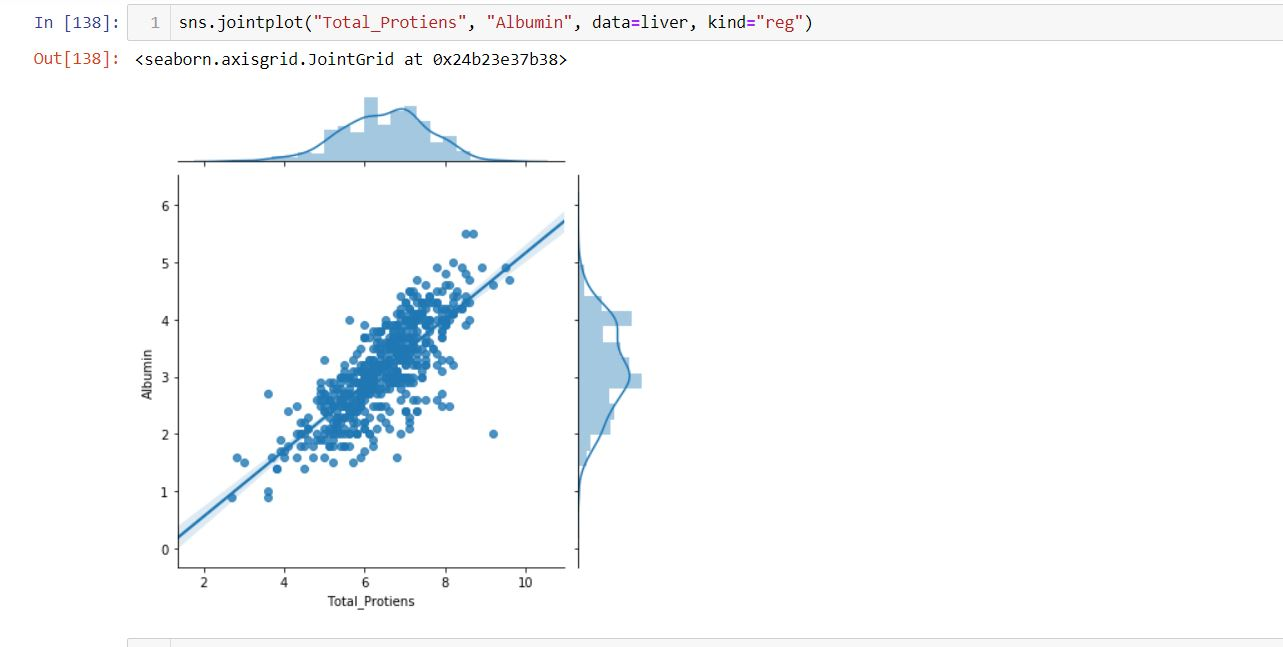 In [138]: 1 sns.jointplot("Total_Protiens", "Albumin", data=liver, kind="reg")
Out[138]: <seaborn.axisgrid.JointGrid at 0x24b23e37b38>
6
5
4
3
2
1
0
Albumin
2 4 6 8 10
Total_Protiens